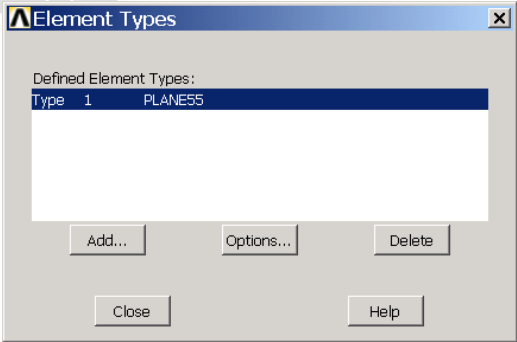 Element Types
Defined Element Types:
Type 1 PLANE55
Add... Options... Delete
Close Help